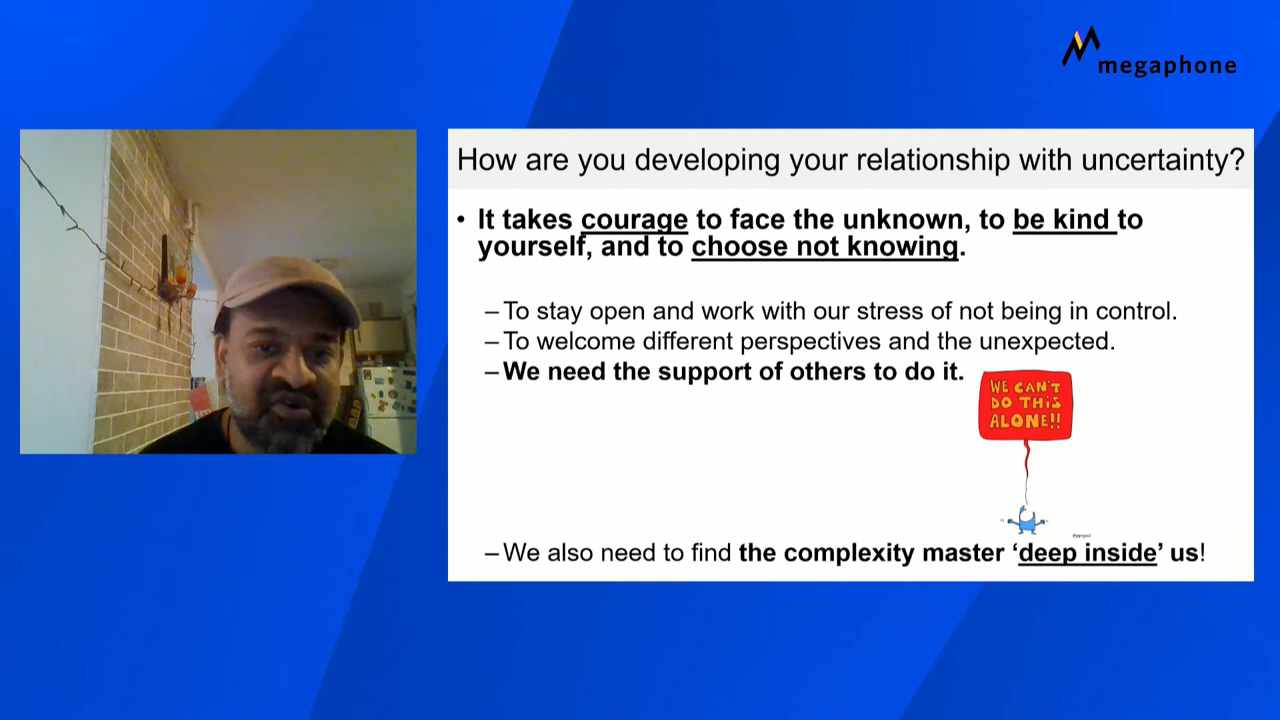 megaphone
How are you developing your relationship with uncertainty?
• It takes courage to face the unknown, to be kind to
yourself, and to choose not knowing.
– To stay open and work with our stress of not being in control.
– To welcome different perspectives and the unexpected.
– We need the support of others to do it.
WE CAN'T
DO THiS
ALONE!!
– We also need to find the complexity master ‘deep inside’ us!